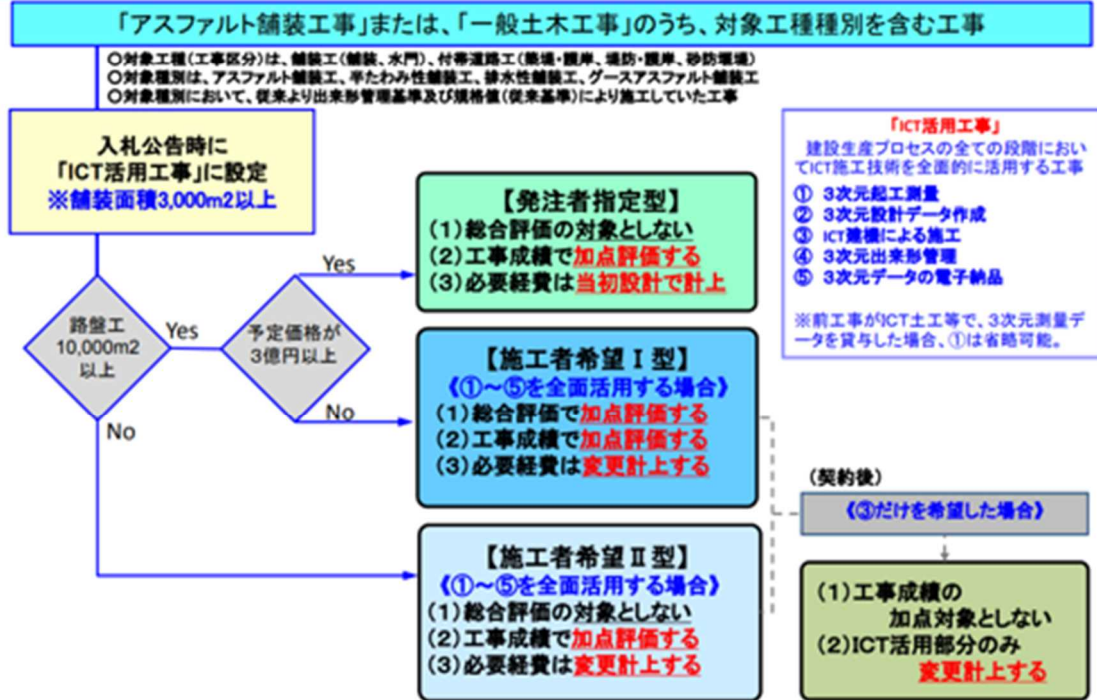 「アスファルト舗装工事」または、「一般土木工事」のうち、対象工種種別を含む工事
○対象工種(工事区分)は、舗装工(舗装、水門)、付帯道路工(築堤・護岸、堤防・護岸、砂防堰堤)
○対象種別は、アスファルト舗装工、半たわみ性舗装工、排水性舗装工、グースアスファルト舗装工
○対象種別において、従来より出来形管理基準及び規格値(従来基準)により施工していた工事
入札公告時に
「ICT活用工事」に設定
※舗装面積3,000m2以上
路盤工
10,000m2
以上
Yes
No
予定価格が
3億円以上
Yes
No
【発注者指定型】
(1)総合評価の対象としない
(2)工事成績で加点評価する
(3)必要経費は当初設計で計上
【施工者希望Ⅰ型】
《①~⑤を全面活用する場合》
(1)総合評価で加点評価する
(2)工事成績で加点評価する
(3)必要経費は変更計上する
【施工者希望Ⅱ型】
《①~⑤を全面活用する場合》
(1)総合評価の対象としない
(2)工事成績で加点評価する
(3)必要経費は変更計上する
「ICT活用工事」
建設生産プロセスの全ての段階におい
てICT施工技術を全面的に活用する工事
① 3次元起工測量
② 3次元設計データ作成
③ ICT建機による施工
④ 3次元出来形管理
⑤ 3次元データの電子納品
※前工事がICT土工等で、3次元測量デー
タを貸与した場合、①は省略可能。
(契約後)
《③だけを希望した場合》
(1)工事成績の
加点対象としない
(2)ICT活用部分のみ
変更計上する